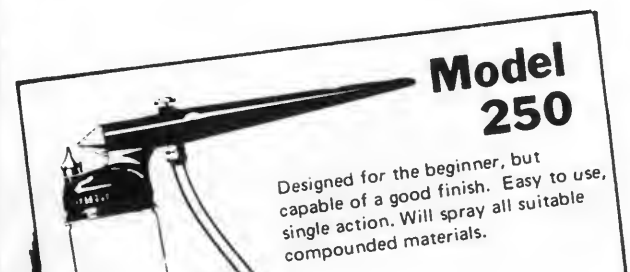 Model
250
Designed for the beginner, but
capable of a good finish. Easy to use,
single action. Will spray all suitable
compounded materials.